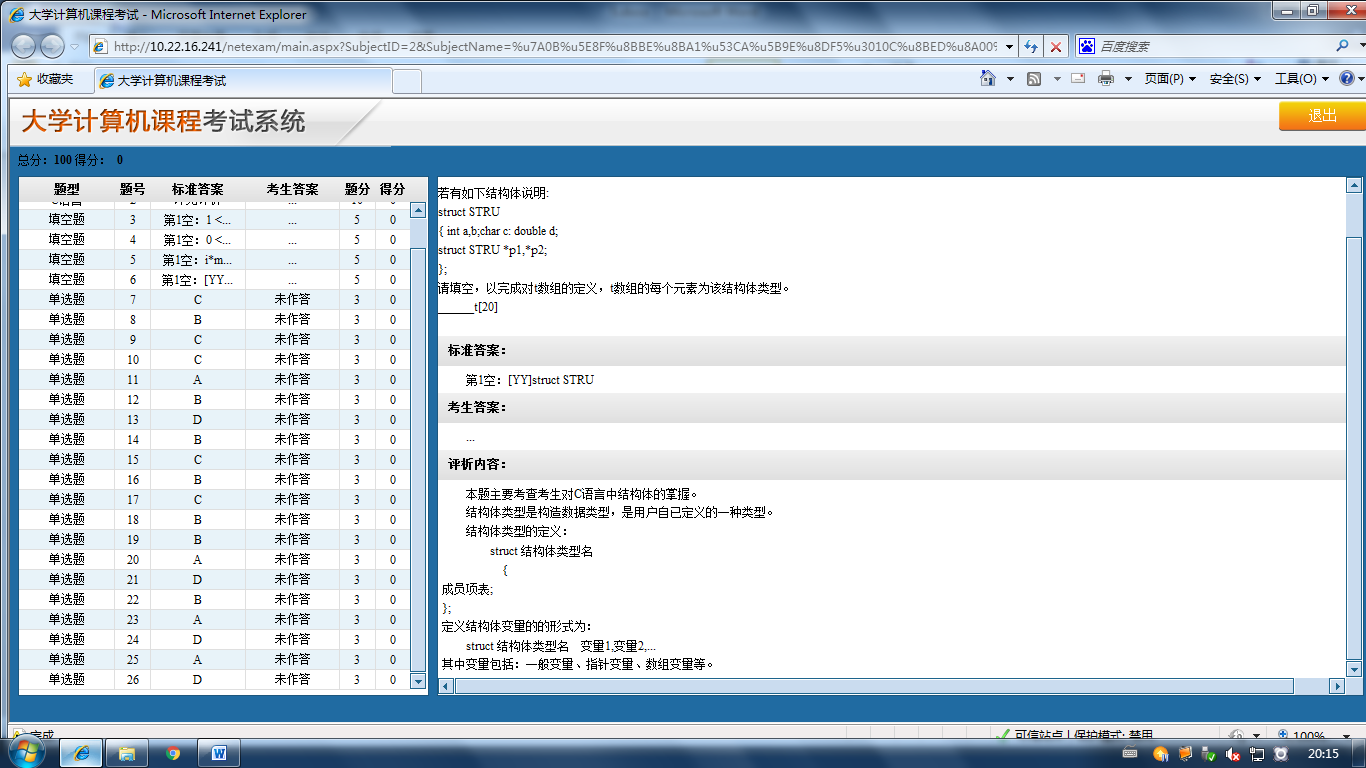 大学计算机课程考试 - Microsoft Internet Explorer
http://10.22.16.241/netexam/main.aspx?SubjectID=2&SubjectName=%u7A0B%u5E8F%u8BBE%u8BA1%u53CA%u5B9E%u8DF5%u3010C%u8BED%u8A00%
百度搜索
收藏夹 大学计算机课程考试 页面(P) 安全(S) 工具(O)
大学计算机课程考试系统 退出
总分：100 得分： 0
题型 题号 标准答案 考生答案 题分 得分
填空题 3 第1空：1 <... ... 5 0
填空题 4 第1空：0 <... ... 5 0
填空题 5 第1空：i*m... ... 5 0
填空题 6 第1空：[YY... ... 5 0
单选题 7 C 未作答 3 0
单选题 8 B 未作答 3 0
单选题 9 C 未作答 3 0
单选题 10 C 未作答 3 0
单选题 11 A 未作答 3 0
单选题 12 B 未作答 3 0
单选题 13 D 未作答 3 0
单选题 14 B 未作答 3 0
单选题 15 C 未作答 3 0
单选题 16 B 未作答 3 0
单选题 17 C 未作答 3 0
单选题 18 B 未作答 3 0
单选题 19 B 未作答 3 0
单选题 20 A 未作答 3 0
单选题 21 D 未作答 3 0
单选题 22 B 未作答 3 0
单选题 23 A 未作答 3 0
单选题 24 D 未作答 3 0
单选题 25 A 未作答 3 0
单选题 26 D 未作答 3 0
若有如下结构体说明:
struct STRU
{ int a,b;char c: double d;
struct STRU *p1,*p2;
};
请填空，以完成对t数组的定义，t数组的每个元素为该结构体类型。
______t[20]
标准答案：
第1空：[YY]struct STRU
考生答案：
...
评析内容：
本题主要考查考生对C语言中结构体的掌握。
结构体类型是构造数据类型，是用户自已定义的一种类型。
结构体类型的定义：
struct 结构体类型名
{
成员项表;
};
定义结构体变量的的形式为：
struct 结构体类型名 变量1,变量2,...
其中变量包括：一般变量、指针变量、数组变量等。
完成 可信站点 | 保护模式: 禁用 100%
20:15